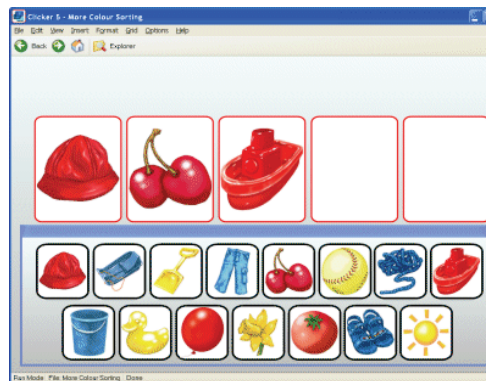 Clicker 5 - More Colour Sorting
File Edit View Insert Format Grid Options Help
Back Explorer
Run Mode File: More Colour Sorting Done